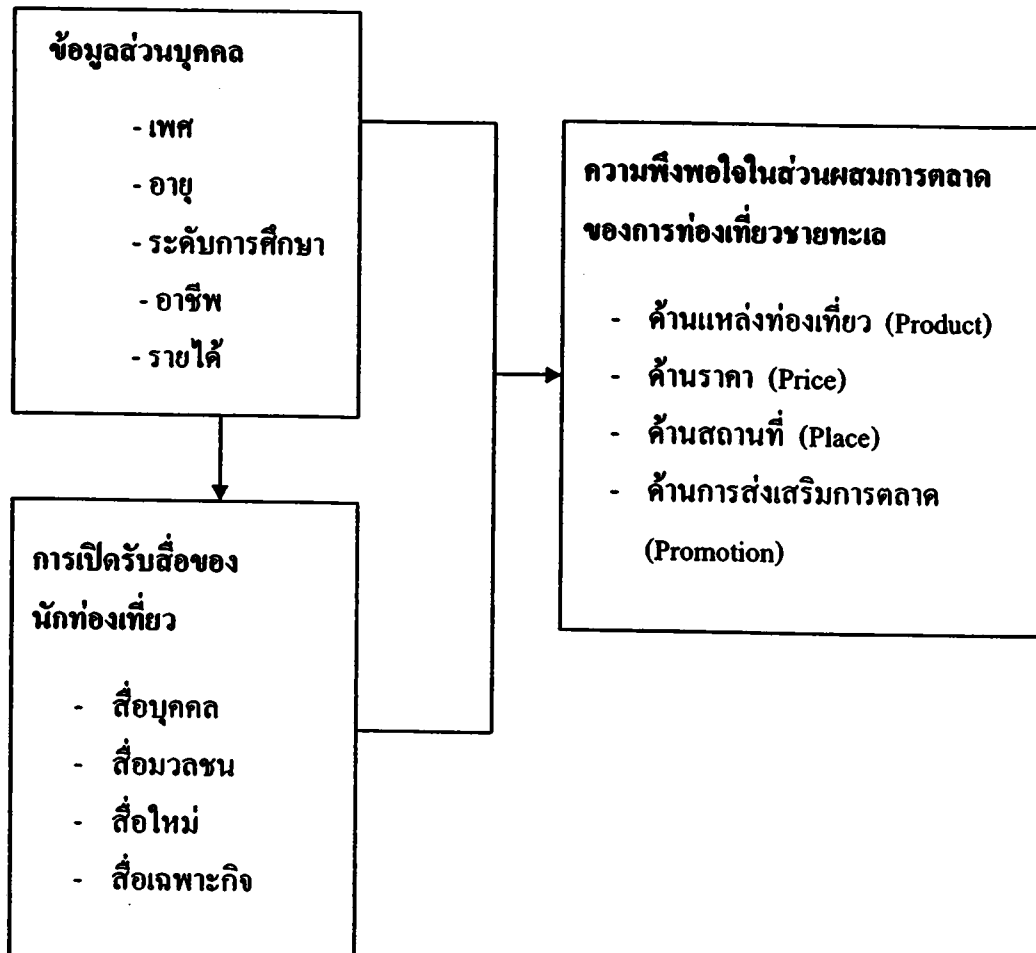 ข้อมูลส่วนบุคคล
- เพศ
- อายุ
- ระดับการศึกษา
- อาชีพ
- รายได้
การเปิดรับสื่อของ
นักท่องเที่ยว
- สื่อบุคคล
- สื่อมวลชน
- สื่อใหม่
- สื่อเฉพาะกิจ
ความพึงพอใจในส่วนผสมการตลาด
ของการท่องเที่ยวชายทะเล
- ด้านแหล่งท่องเที่ยว (Product)
- ด้านราคา (Price)
- ด้านสถานที่ (Place)
- ด้านการส่งเสริมการตลาด
(Promotion)